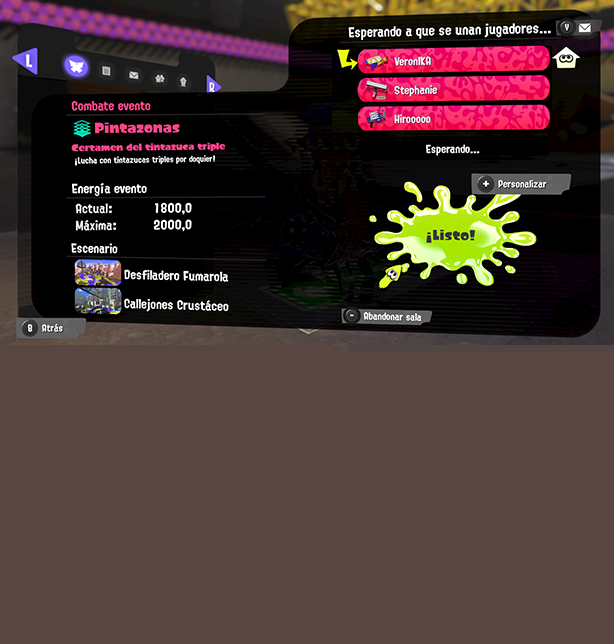 Esperando a que se unan jugadores...
Y
L
R
VeronIKA
Stephanie
Hirooooo
Esperando...
+ Personalizar
¡Listo!
- Abandonar sala
Combate evento
Pintazonas
Certamen del tintazuca triple
¡Lucha con tintazucas triples por doquier!
Energía evento
Actual: 1800,0
Máxima: 2000,0
Escenario
Desfiladero Fumarola
Callejones Crustáceo
B Atrás